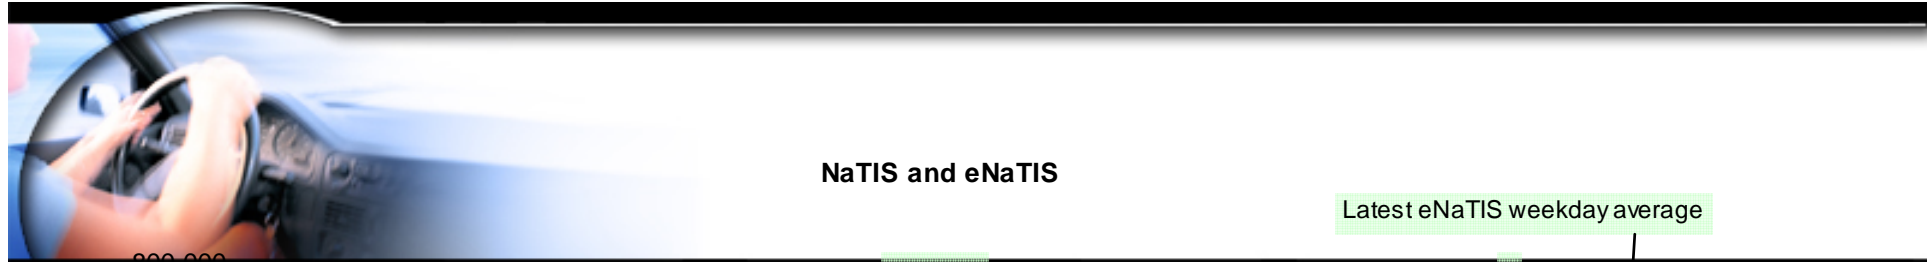 NaTIS and eNaTIS
Latest eNaTIS weekday average